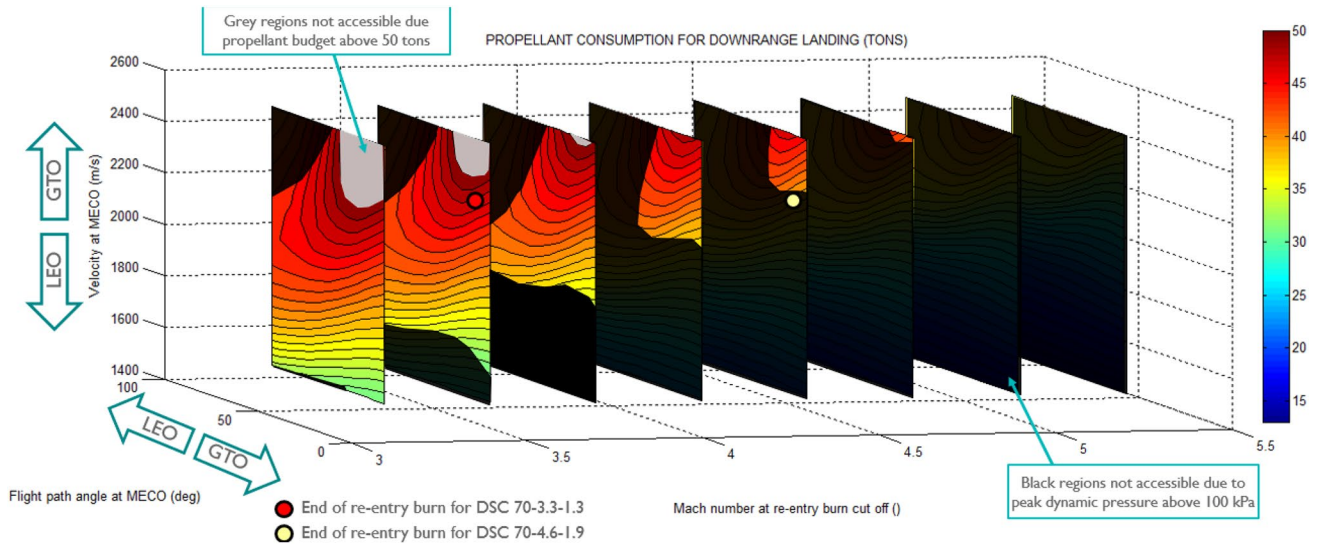 Grey regions not accessible due
propellant budget above 50 tons
PROPELLANT CONSUMPTION FOR DOWNRANGE LANDING (TONS)
2600
2400
2200
2000
1800
1600
1400
Velocity at MECO (m/s)
GTO
LEO
100
50
0
LEO
GTO
Flight path angle at MECO (deg)
3
3.5
4
4.5
5
5.5
Mach number at re-entry burn cut off ()
50
45
40
35
30
25
20
15
Black regions not accessible due to
peak dynamic pressure above 100 kPa
End of re-entry burn for DSC 70-3.3-1.3
End of re-entry burn for DSC 70-4.6-1.9